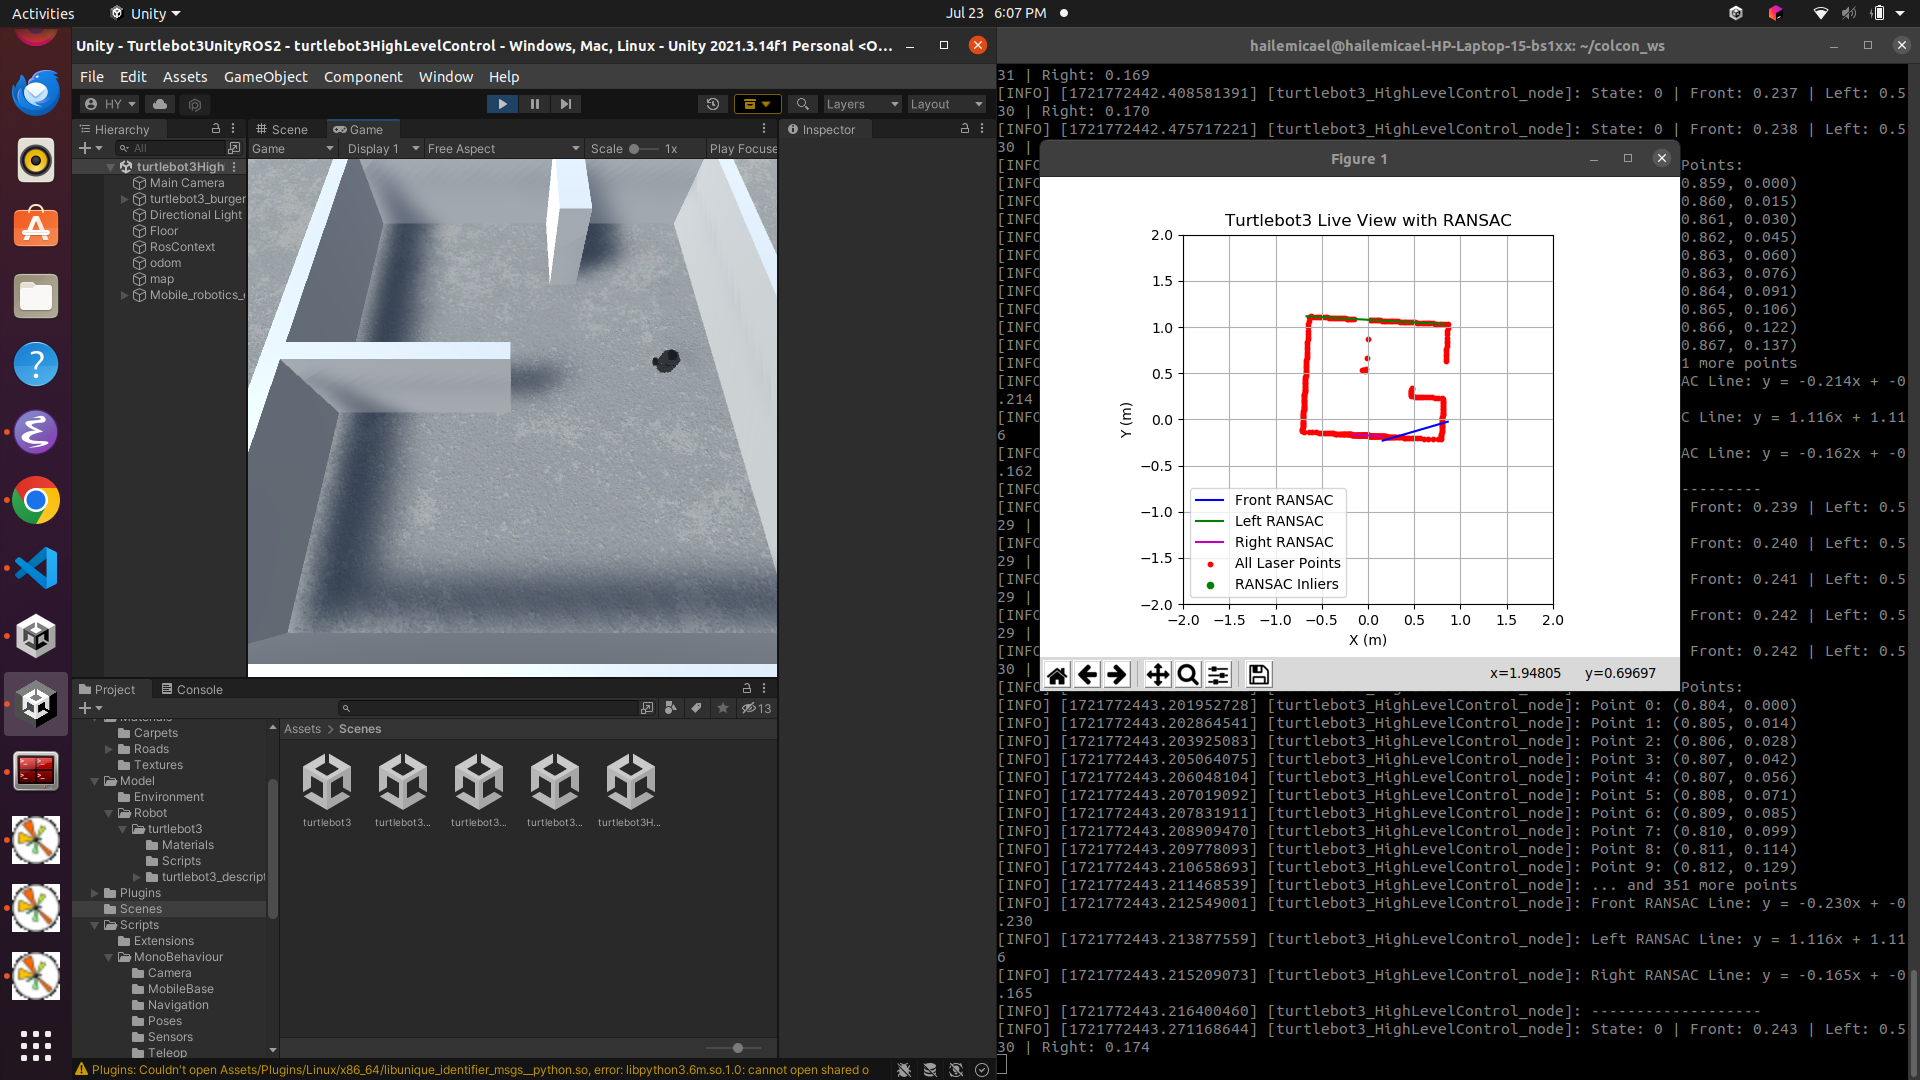 Activities
Unity
Jul 23 6:07 PM
Unity - Turtlebot3UnityROS2 - turtlebot3HighLevelControl - Windows, Mac, Linux - Unity 2021.3.14f1 Personal <O...
File Edit Assets GameObject Component Window Help
HY
Layers
Layout
Hierarchy
All
turtlebot3High
Main Camera
turtlebot3_burger
Directional Light
Floor
RosContext
odom
map
Mobile_robotics_
Scene
Game
Game
Display 1
Free Aspect
Scale
1x
Play Focuse
Inspector
Project
Console
13
Materials
Carpets
Roads
Textures
Model
Environment
Robot
turtlebot3
Materials
Scripts
turtlebot3_descript
Plugins
Scenes
Scripts
Extensions
MonoBehaviour
Camera
MobileBase
Navigation
Poses
Sensors
Teleop
Assets > Scenes
turtlebot3
turtlebot3...
turtlebot3...
turtlebot3...
turtlebot3H...
Plugins: Couldn't open Assets/Plugins/Linux/x86_64/libunique_identifier_msgs__python.so, error: libpython3.6m.so.1.0: cannot open shared o
hailemicael@hailemicael-HP-Laptop-15-bs1xx: ~/colcon_ws
31 | Right: 0.169
[INFO] [1721772442.408581391] [turtlebot3_HighLevelControl_node]: State: 0 | Front: 0.237 | Left: 0.5
30 | Right: 0.170
[INFO] [1721772442.475717221] [turtlebot3_HighLevelControl_node]: State: 0 | Front: 0.238 | Left: 0.5
30 |
[INFO Points:
[INFO 0.859, 0.000)
[INFO 0.860, 0.015)
[INFO 0.861, 0.030)
[INFO 0.862, 0.045)
[INFO 0.863, 0.060)
[INFO 0.863, 0.076)
[INFO 0.864, 0.091)
[INFO 0.865, 0.106)
[INFO 0.866, 0.122)
[INFO 0.867, 0.137)
[INFO 1 more points
[INFO AC Line: y = -0.214x + -0
.214
[INFO C Line: y = 1.116x + 1.11
6
[INFO AC Line: y = -0.162x + -0
.162
[INFO ---------
[INFO Front: 0.239 | Left: 0.5
29 |
[INFO Front: 0.240 | Left: 0.5
29 |
[INFO Front: 0.241 | Left: 0.5
29 |
[INFO Front: 0.242 | Left: 0.5
29 |
[INFO Front: 0.242 | Left: 0.5
30 |
[INFO Points:
[INFO] [1721772443.201952728] [turtlebot3_HighLevelControl_node]: Point 0: (0.804, 0.000)
[INFO] [1721772443.202864541] [turtlebot3_HighLevelControl_node]: Point 1: (0.805, 0.014)
[INFO] [1721772443.203925083] [turtlebot3_HighLevelControl_node]: Point 2: (0.806, 0.028)
[INFO] [1721772443.205064075] [turtlebot3_HighLevelControl_node]: Point 3: (0.807, 0.042)
[INFO] [1721772443.206048104] [turtlebot3_HighLevelControl_node]: Point 4: (0.807, 0.056)
[INFO] [1721772443.207019092] [turtlebot3_HighLevelControl_node]: Point 5: (0.808, 0.071)
[INFO] [1721772443.207831911] [turtlebot3_HighLevelControl_node]: Point 6: (0.809, 0.085)
[INFO] [1721772443.208909470] [turtlebot3_HighLevelControl_node]: Point 7: (0.810, 0.099)
[INFO] [1721772443.209778093] [turtlebot3_HighLevelControl_node]: Point 8: (0.811, 0.114)
[INFO] [1721772443.210658693] [turtlebot3_HighLevelControl_node]: Point 9: (0.812, 0.129)
[INFO] [1721772443.211468539] [turtlebot3_HighLevelControl_node]: ... and 351 more points
[INFO] [1721772443.212549001] [turtlebot3_HighLevelControl_node]: Front RANSAC Line: y = -0.230x + -0
.230
[INFO] [1721772443.213877559] [turtlebot3_HighLevelControl_node]: Left RANSAC Line: y = 1.116x + 1.11
6
[INFO] [1721772443.215209073] [turtlebot3_HighLevelControl_node]: Right RANSAC Line: y = -0.165x + -0
.165
[INFO] [1721772443.216400460] [turtlebot3_HighLevelControl_node]: -------------------
[INFO] [1721772443.271168644] [turtlebot3_HighLevelControl_node]: State: 0 | Front: 0.243 | Left: 0.5
30 | Right: 0.174
Figure 1
Turtlebot3 Live View with RANSAC
2.0
1.5
1.0
0.5
0.0
−0.5
−1.0
−1.5
−2.0
Y (m)
Front RANSAC
Left RANSAC
Right RANSAC
All Laser Points
RANSAC Inliers
−2.0 −1.5 −1.0 −0.5 0.0 0.5 1.0 1.5 2.0
X (m)
x=1.94805 y=0.69697